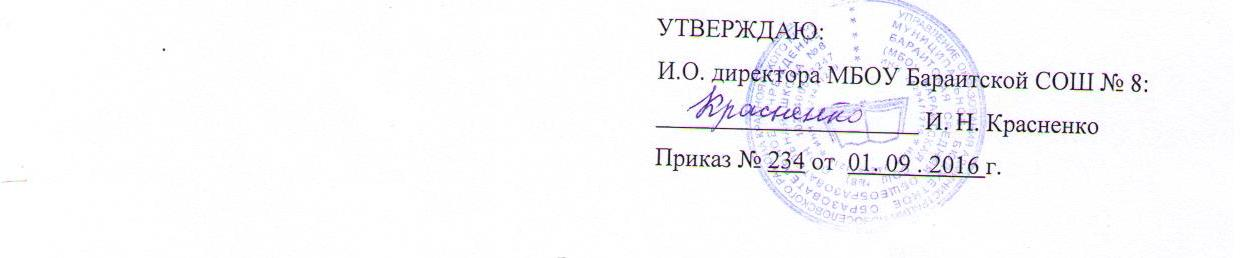 УТВЕРЖДАЮ:
И.О. директора МБОУ Бараитской СОШ № 8:
Красненко И. Н. Красненко
Приказ № 234 от 01. 09 . 2016 г.